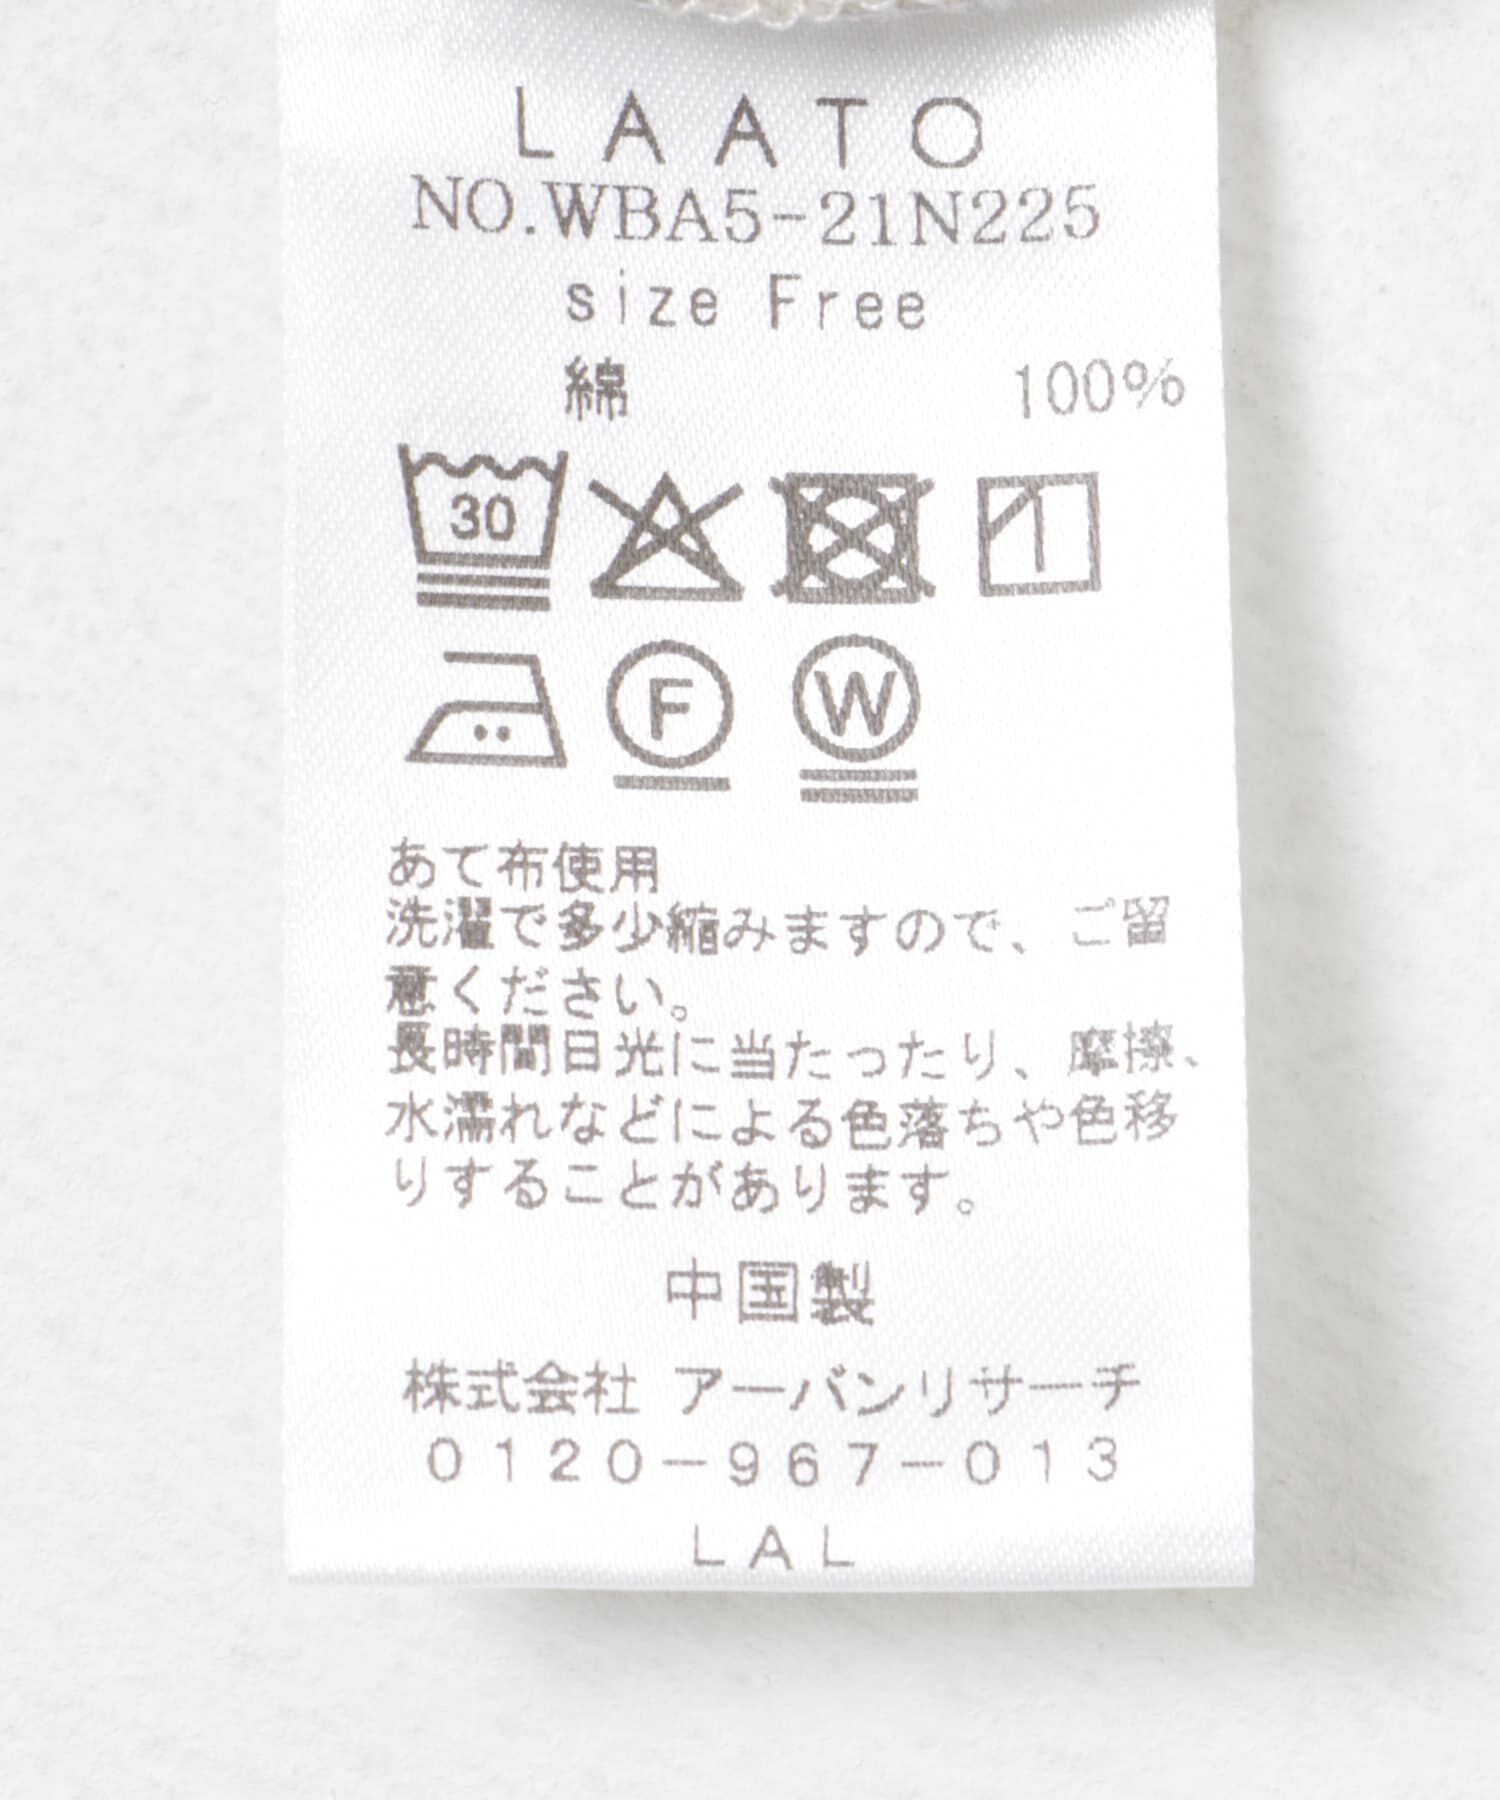 LAATO
NO.WBA5-21N225
size Free
綿 100%
30
F W
あて布使用
洗濯で多少縮みますので、ご留
意ください。
長時間日光に当たったり、摩擦、
水濡れなどによる色落ちや色移
りすることがあります。
中国製
株式会社 アーバンリサーチ
0120-967-013
LAL